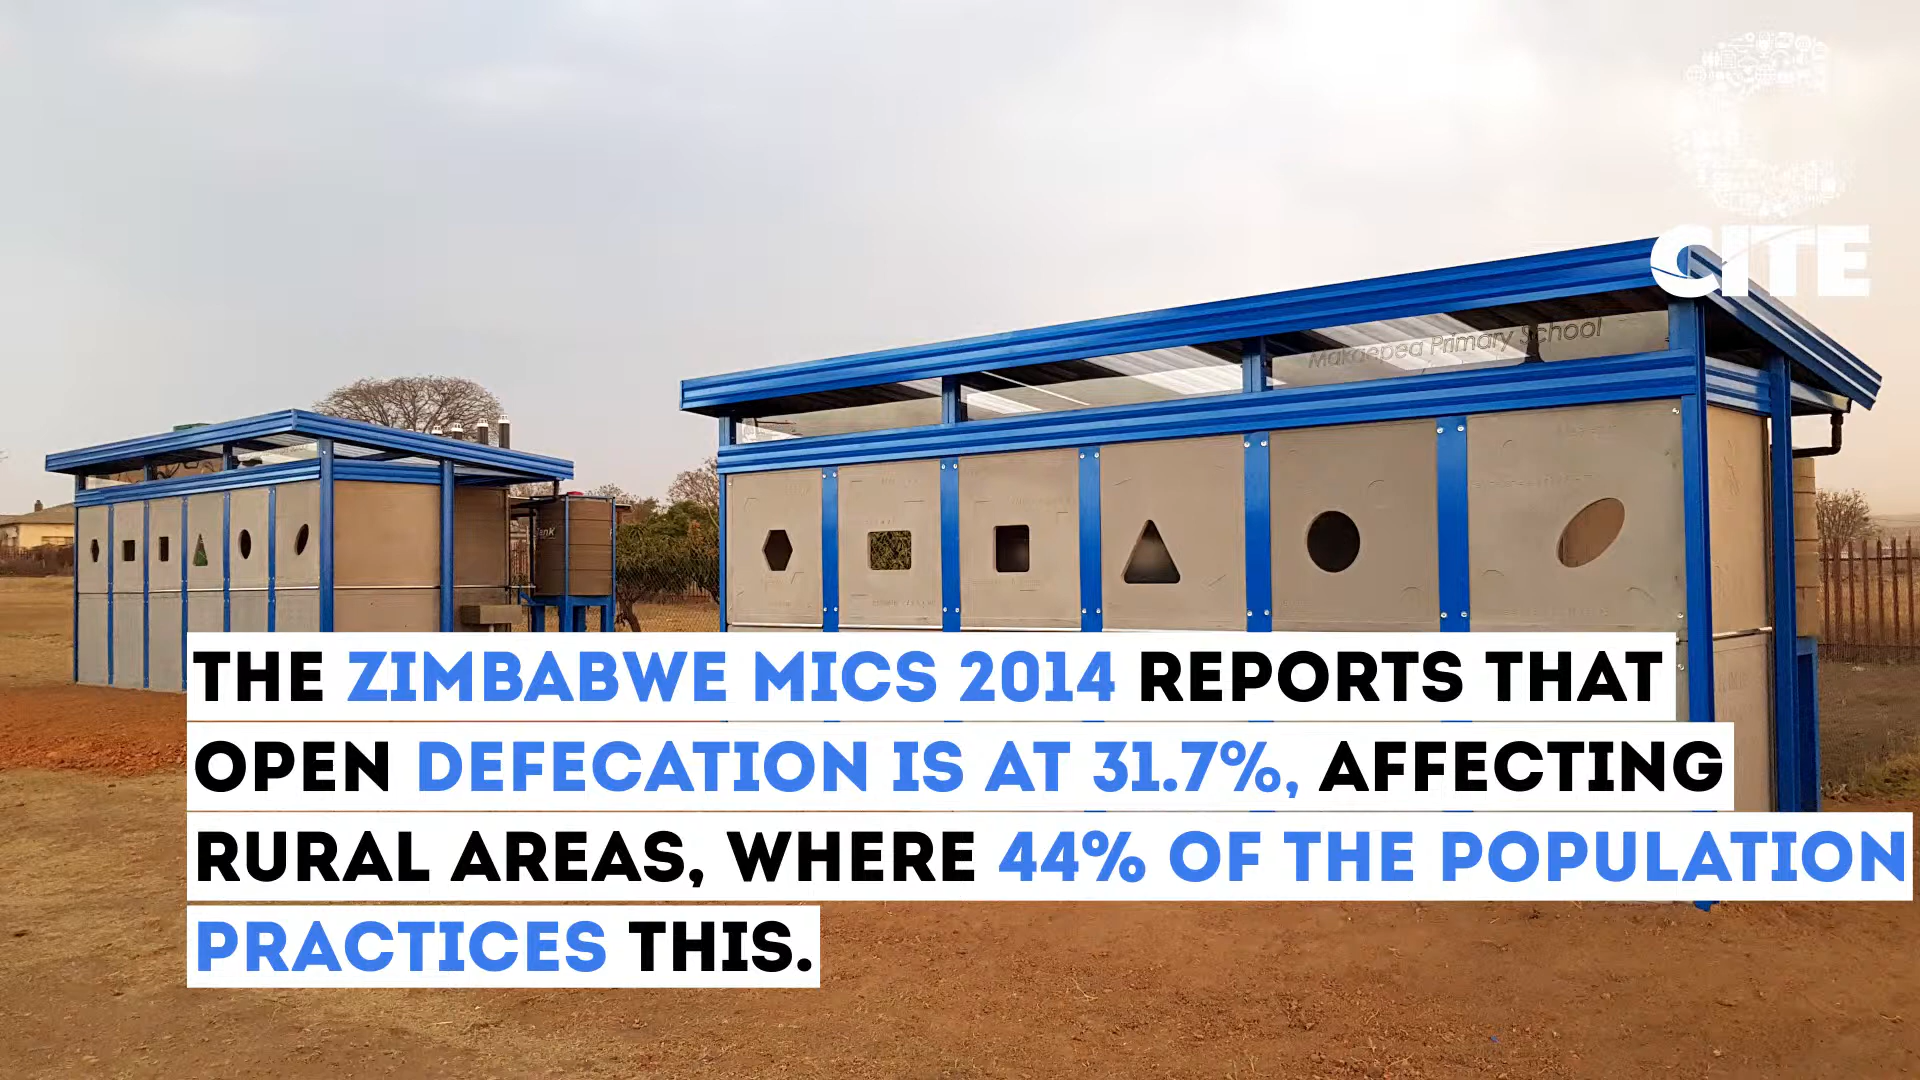 CITE
Makaepea Primary School
THE ZIMBABWE MICS 2014 REPORTS THAT
OPEN DEFECATION IS AT 31.7%, AFFECTING
RURAL AREAS, WHERE 44% OF THE POPULATION
PRACTICES THIS.